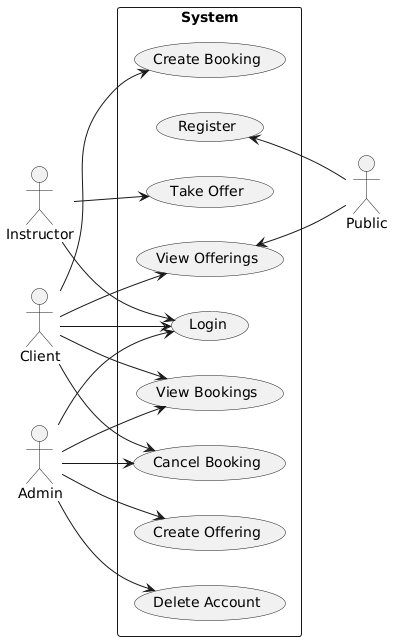 System
Create Booking
Register
Take Offer
Instructor
Public
View Offerings
Login
Client
View Bookings
Cancel Booking
Admin
Create Offering
Delete Account